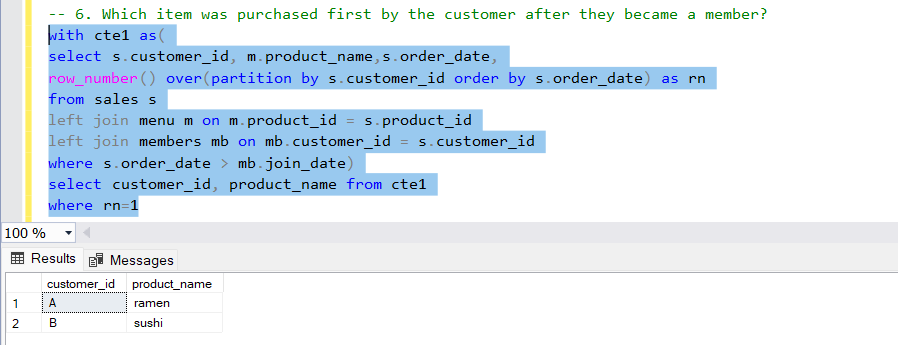 -- 6. Which item was purchased first by the customer after they became a member?
with cte1 as(
select s.customer_id, m.product_name,s.order_date,
row_number() over(partition by s.customer_id order by s.order_date) as rn
from sales s
left join menu m on m.product_id = s.product_id
left join members mb on mb.customer_id = s.customer_id
where s.order_date > mb.join_date)
select customer_id, product_name from cte1
where rn=1
100 %
Results Messages
customer_id product_name
1 A ramen
2 B sushi